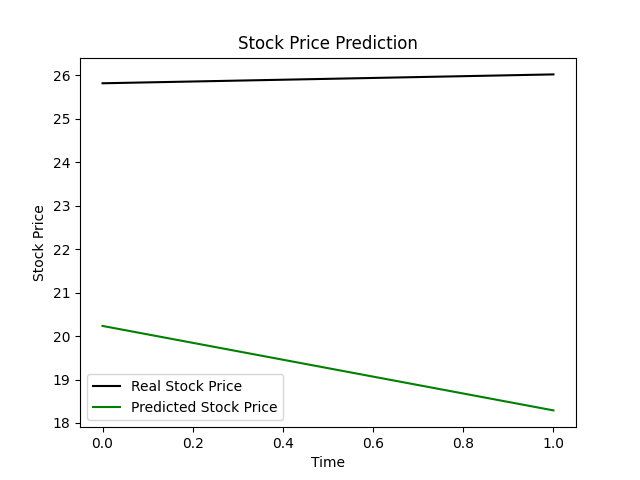 Stock Price Prediction
26
25
24
23
22
21
20
19
18
Stock Price
Real Stock Price
Predicted Stock Price
0.0 0.2 0.4 0.6 0.8 1.0
Time